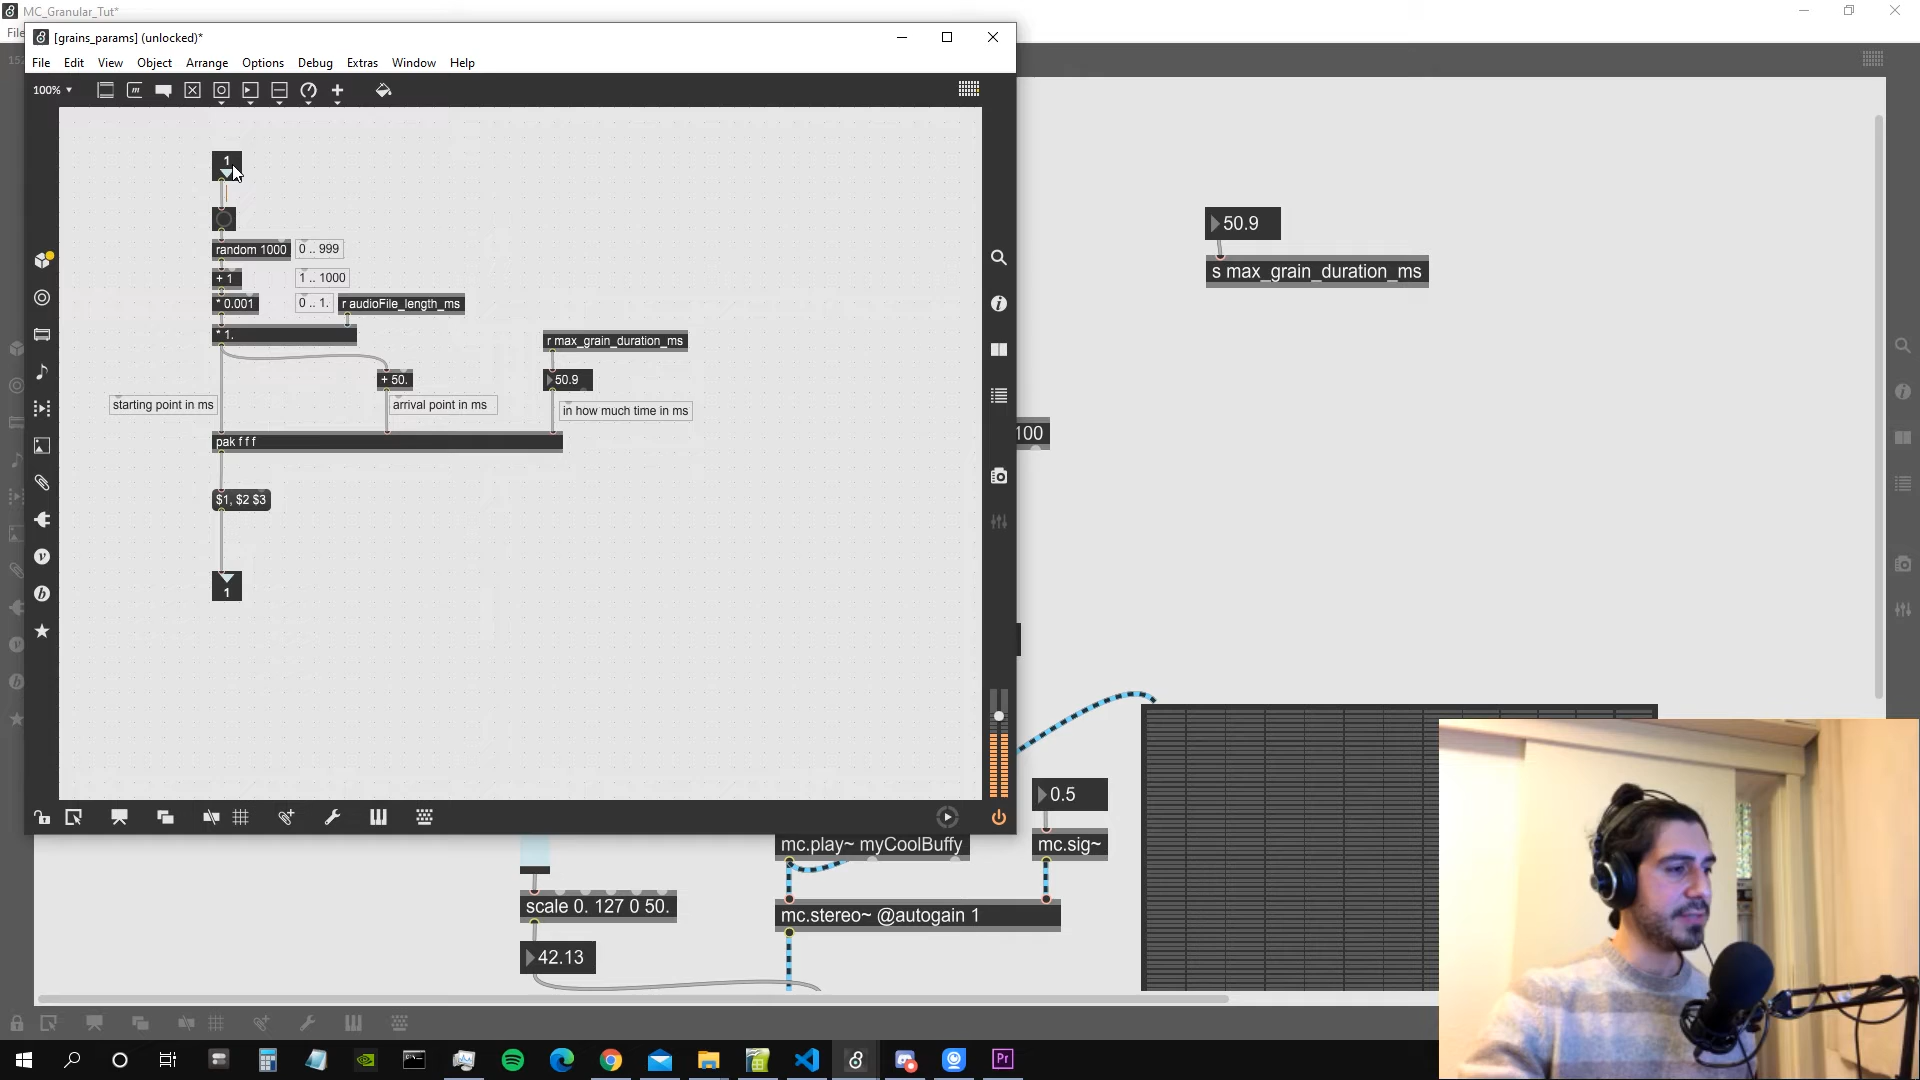 MC_Granular_Tut*
File
[grains_params] (unlocked)*
File Edit View Object Arrange Options Debug Extras Window Help
100%
1
random 1000
0 .. 999
+ 1
1 .. 1000
* 0.001
0 .. 1.
r audioFile_length_ms
* 1.
r max_grain_duration_ms
+ 50.
50.9
starting point in ms
arrival point in ms
in how much time in ms
pak f f f
$1, $2 $3
1
50.9
s max_grain_duration_ms
100
0.5
mc.play~ myCoolBuffy
mc.sig~
scale 0. 127 0 50.
mc.stereo~ @autogain 1
42.13